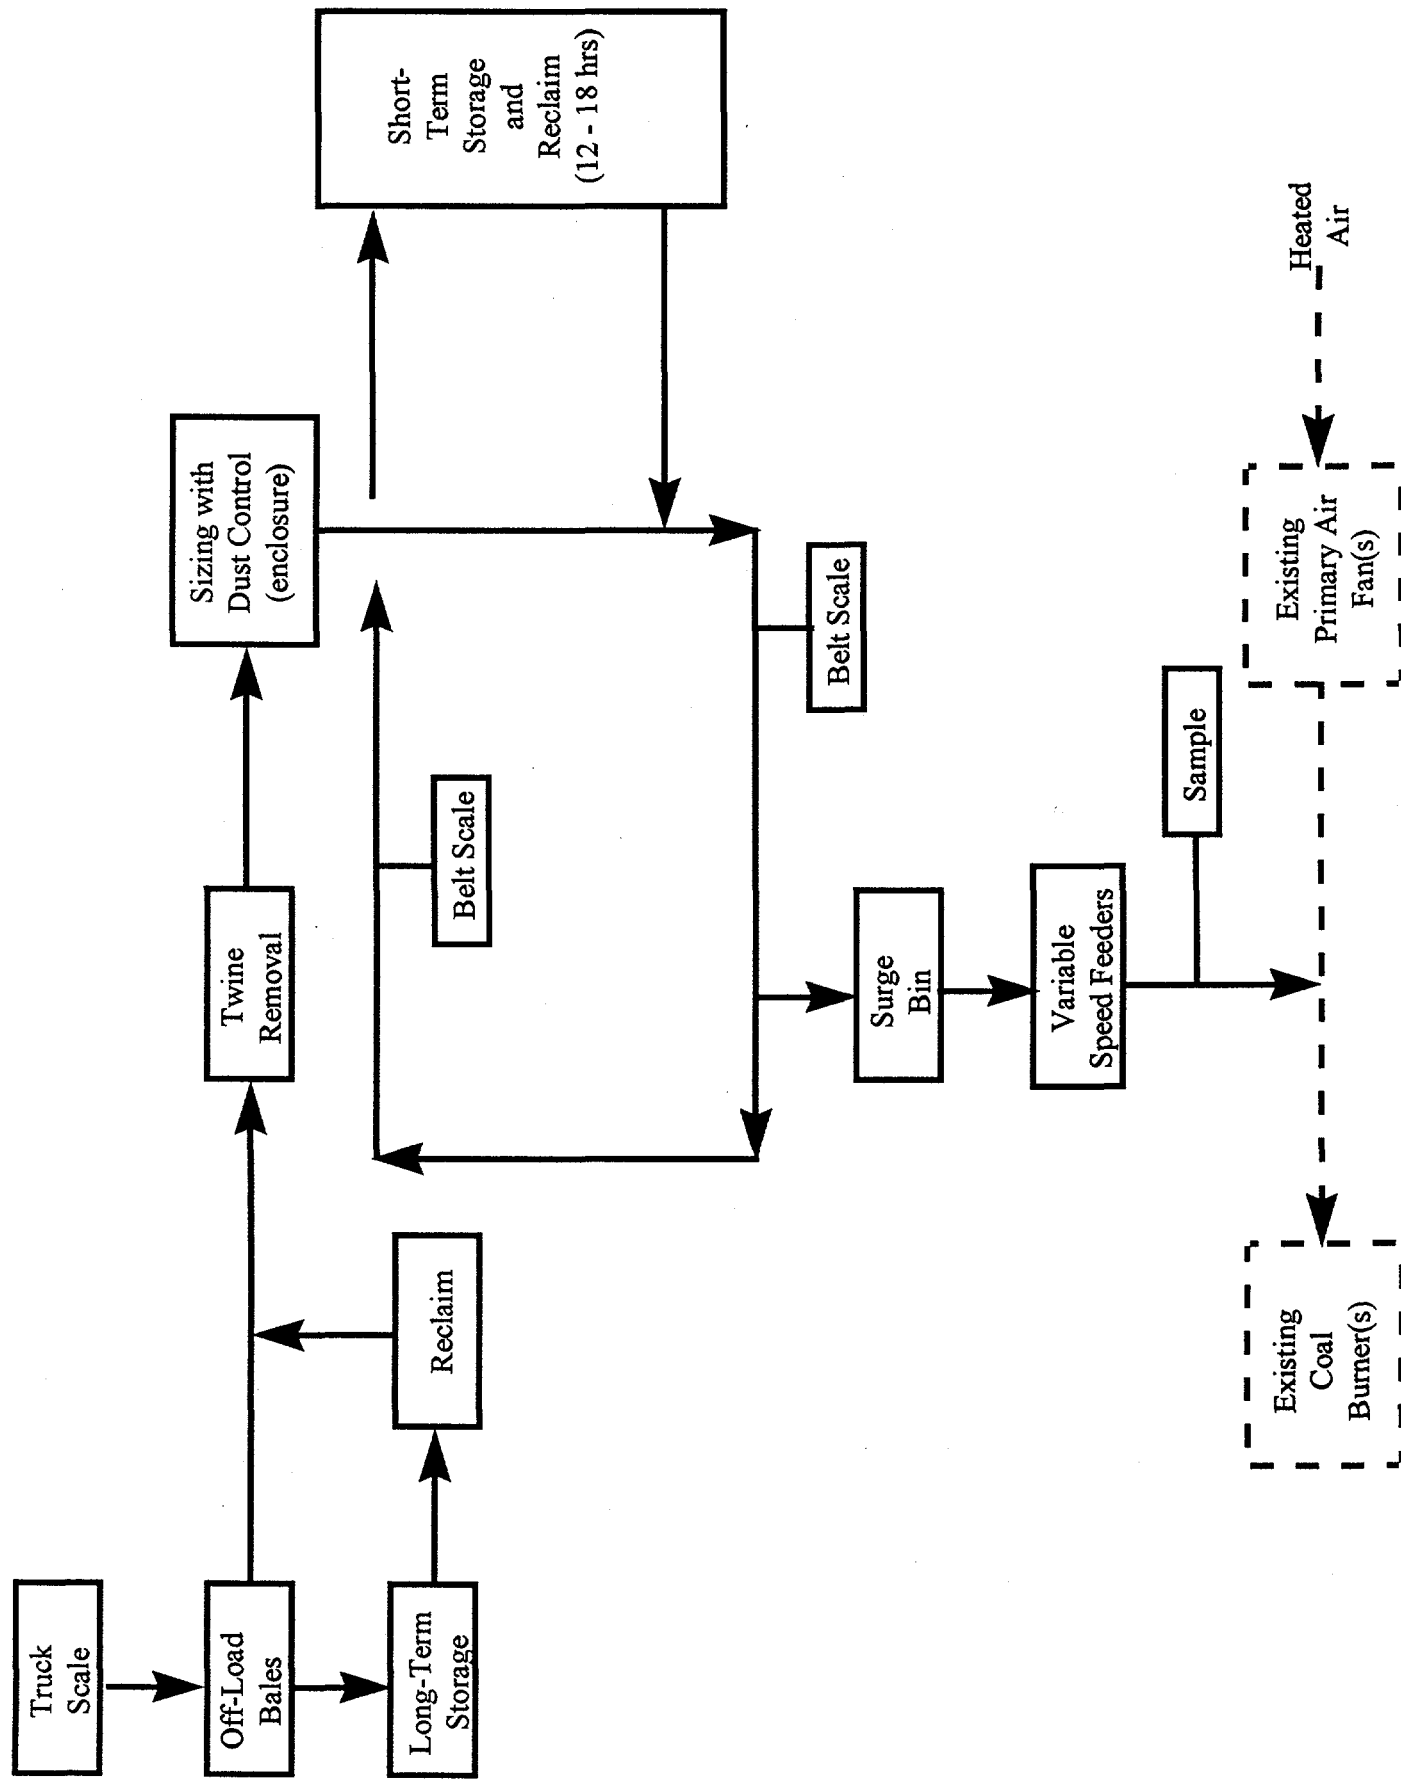 Truck
Scale
Off-Load
Bales
Long-Term
Storage
Reclaim
Twine
Removal
Sizing with
Dust Control
(enclosure)
Short-
Term
Storage
and
Reclaim
(12 - 18 hrs)
Belt Scale
Belt Scale
Surge
Bin
Variable
Speed Feeders
Sample
Existing
Coal
Burner(s)
Existing
Primary Air
Fan(s)
Heated
Air